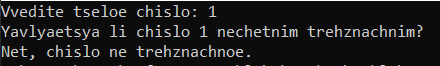 Vvedite tseloe chislo: 1
Yavlyaetsya li chislo 1 nechetnim trehznachnim?
Net, chislo ne trehznachnoe.